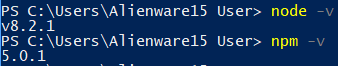 PS C:\Users\Alienware15 User> node -v
v8.2.1
PS C:\Users\Alienware15 User> npm -v
5.0.1